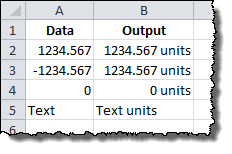 A B
1 Data Output
2 1234.567 1234.567 units
3 -1234.567 1234.567 units
4 0 0 units
5 Text Text units
6